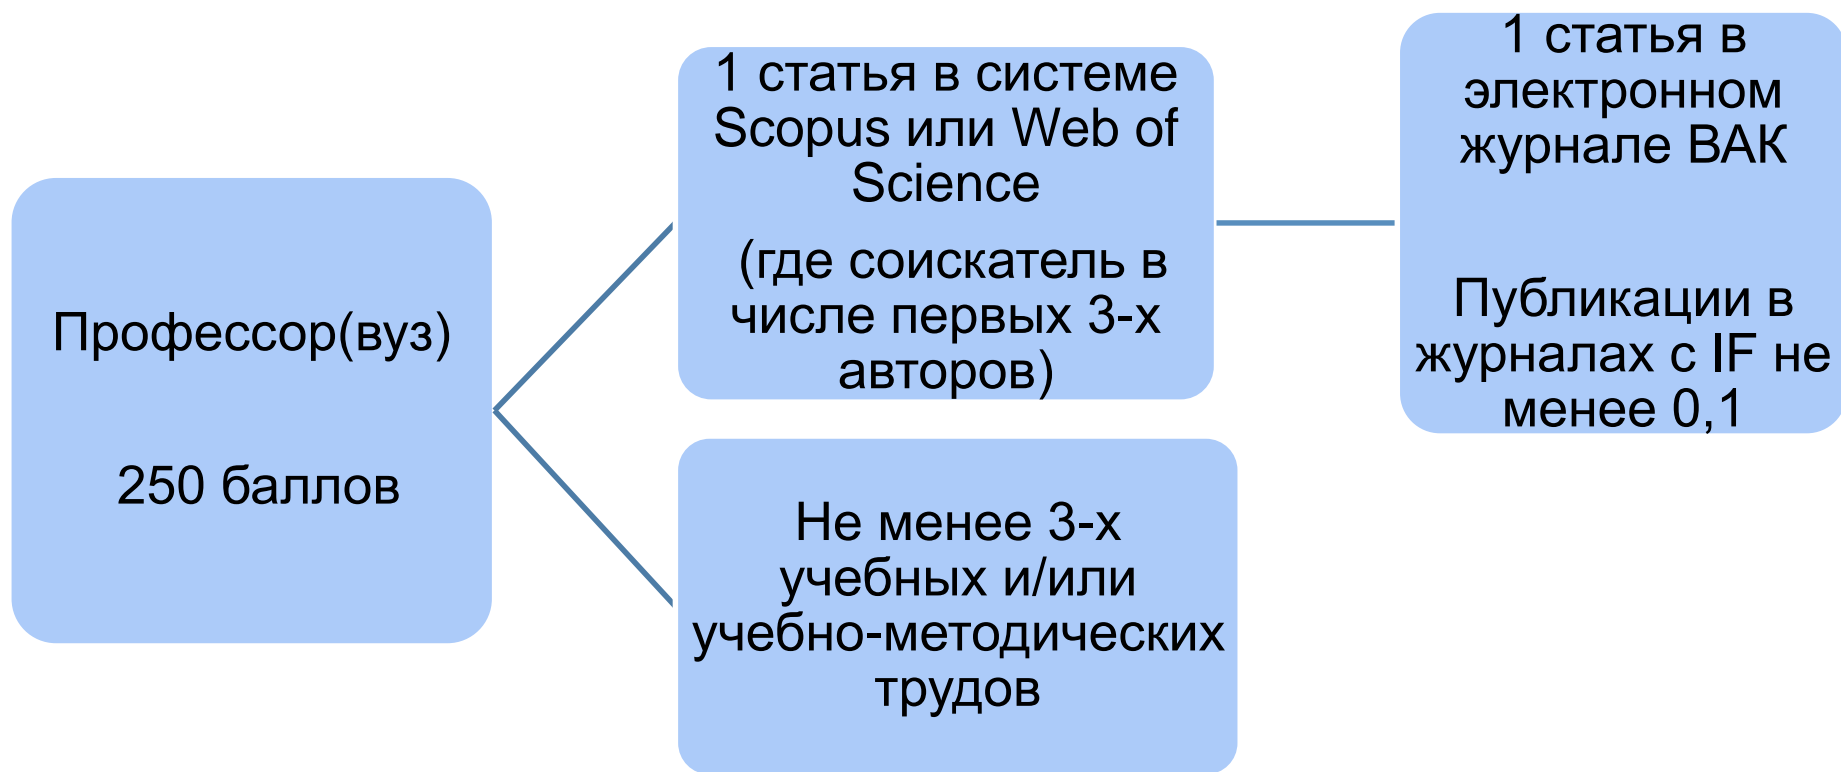 Профессор(вуз)
250 баллов
1 статья в системе
Scopus или Web of
Science
(где соискатель в
числе первых 3-х
авторов)
1 статья в
электронном
журнале ВАК
Публикации в
журналах с IF не
менее 0,1
Не менее 3-х
учебных и/или
учебно-методических
трудов